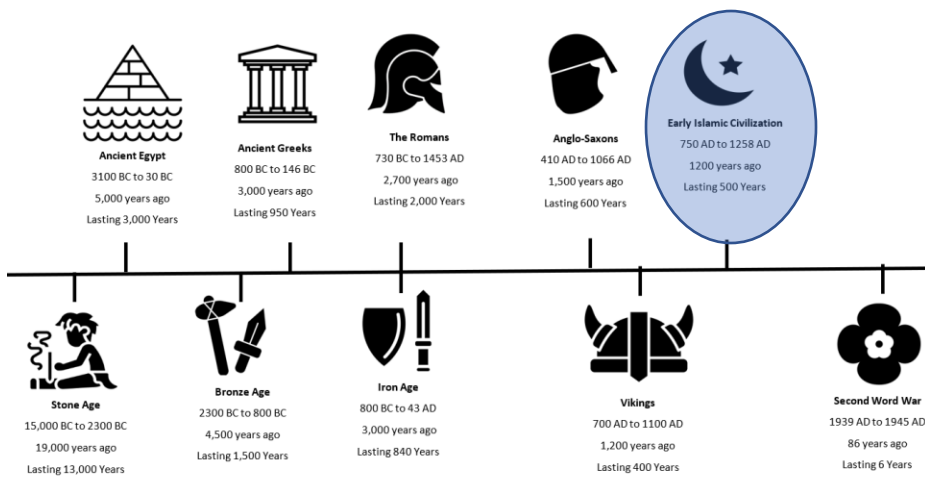 Ancient Egypt
3100 BC to 30 BC
5,000 years ago
Lasting 3,000 Years
Ancient Greeks
800 BC to 146 BC
3,000 years ago
Lasting 950 Years
The Romans
730 BC to 1453 AD
2,700 years ago
Lasting 2,000 Years
Anglo-Saxons
410 AD to 1066 AD
1,500 years ago
Lasting 600 Years
Early Islamic Civilization
750 AD to 1258 AD
1200 years ago
Lasting 500 Years
Stone Age
15,000 BC to 2300 BC
19,000 years ago
Lasting 13,000 Years
Bronze Age
2300 BC to 800 BC
4,500 years ago
Lasting 1,500 Years
Iron Age
800 BC to 43 AD
3,000 years ago
Lasting 840 Years
Vikings
700 AD to 1100 AD
1,200 years ago
Lasting 400 Years
Second Word War
1939 AD to 1945 AD
86 years ago
Lasting 6 Years